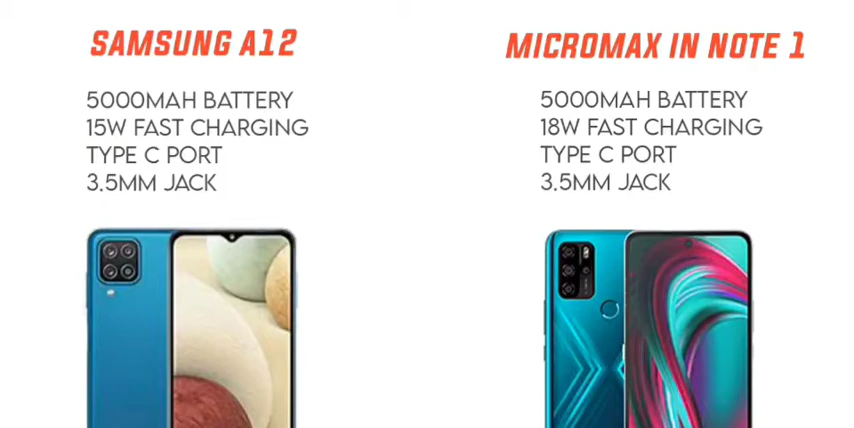 SAMSUNG A12
5000MAH BATTERY
15W FAST CHARGING
TYPE C PORT
3.5MM JACK
MICROMAX IN NOTE 1
5000MAH BATTERY
18W FAST CHARGING
TYPE C PORT
3.5MM JACK